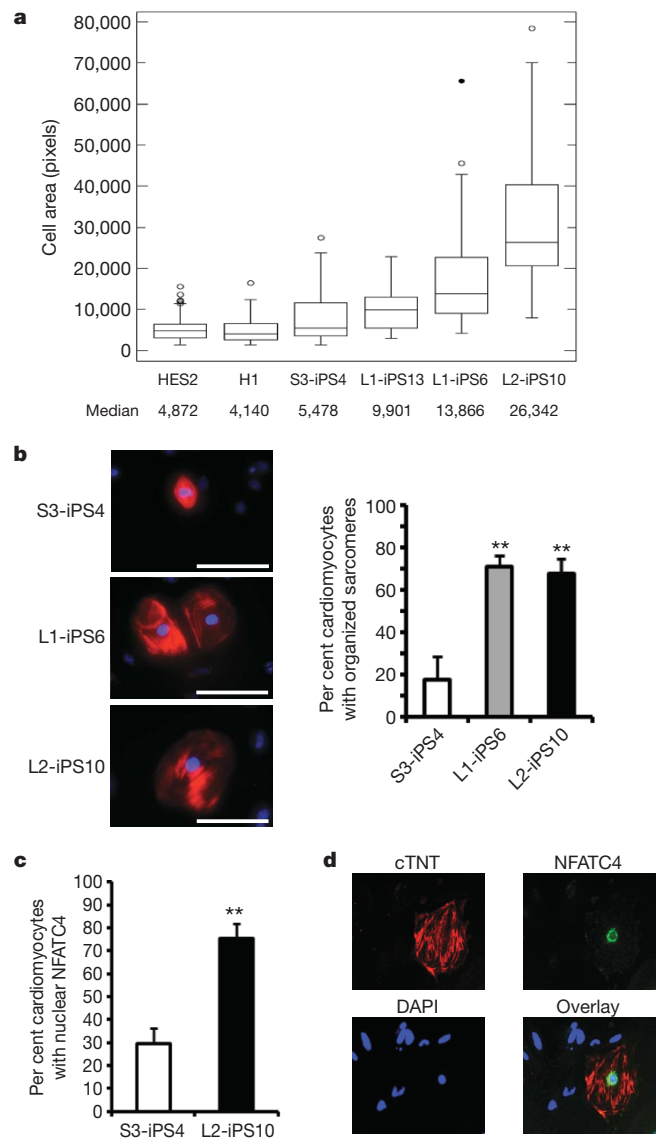 a
80,000
70,000
60,000
50,000
40,000
30,000
20,000
10,000
0
Cell area (pixels)
HES2 H1 S3-iPS4 L1-iPS13 L1-iPS6 L2-iPS10
Median 4,872 4,140 5,478 9,901 13,866 26,342
b
S3-iPS4
L1-iPS6
L2-iPS10
Per cent cardiomyocytes
with organized sarcomeres
100
80
60
40
20
0
** **
S3-iPS4 L1-iPS6 L2-iPS10
c
Per cent cardiomyocytes
with nuclear NFATC4
100
90
80
70
60
50
40
30
20
10
0
**
S3-iPS4 L2-iPS10
d
cTNT NFATC4
DAPI Overlay